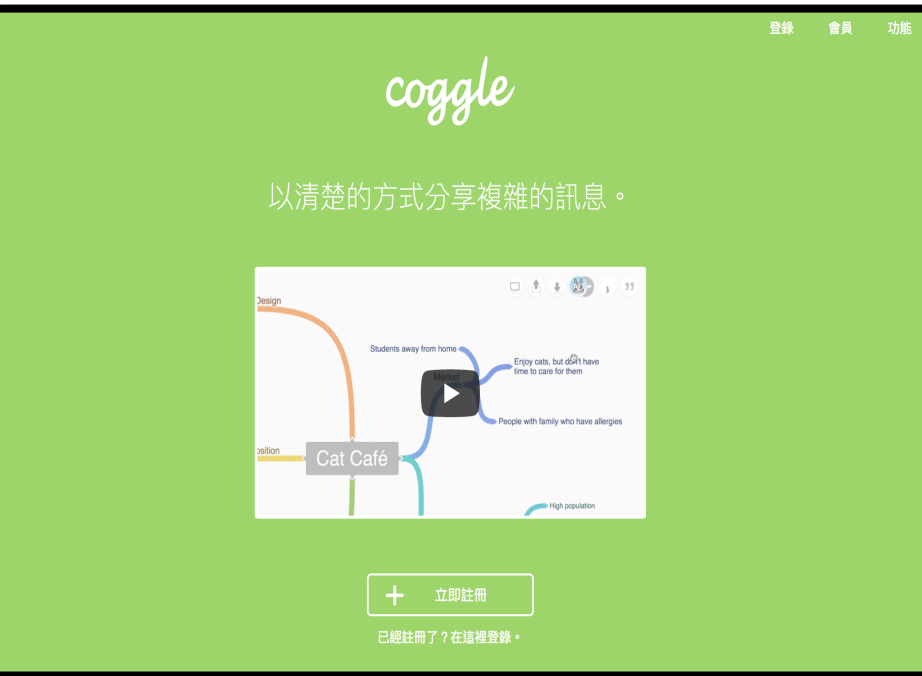 登錄 會員 功能
coggle
以清楚的方式分享複雜的訊息。
Design
Students away from home
Enjoy cats, but don't have
time to care for them
Market
People with family who have allergies
osition
Cat Café
High population
立即註冊
已經註冊了？在這裡登錄。